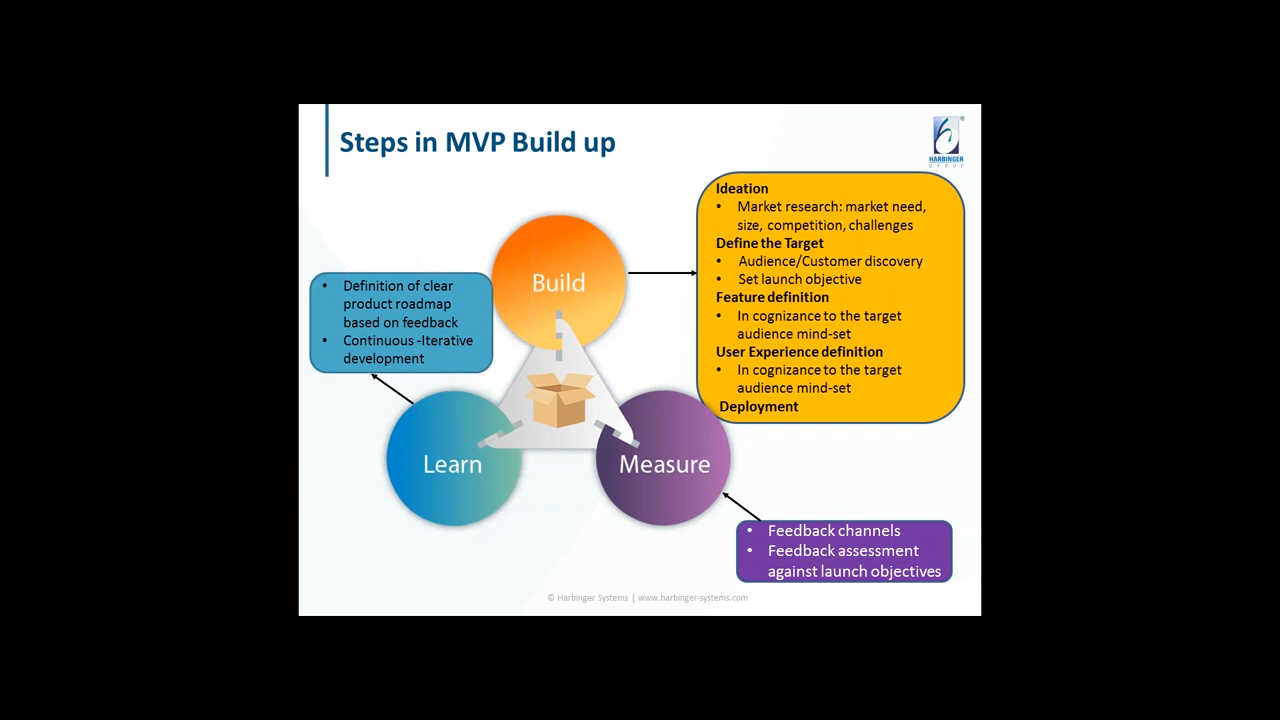 Steps in MVP Build up
HARBINGER
GROUP
Ideation
• Market research: market need,
size, competition, challenges
Define the Target
• Audience/Customer discovery
• Set launch objective
Feature definition
• In cognizance to the target
audience mind-set
User Experience definition
• In cognizance to the target
audience mind-set
Deployment
Build
• Definition of clear
product roadmap
based on feedback
• Continuous -Iterative
development
Learn
Measure
• Feedback channels
• Feedback assessment
against launch objectives
© Harbinger Systems | www.harbinger-systems.com